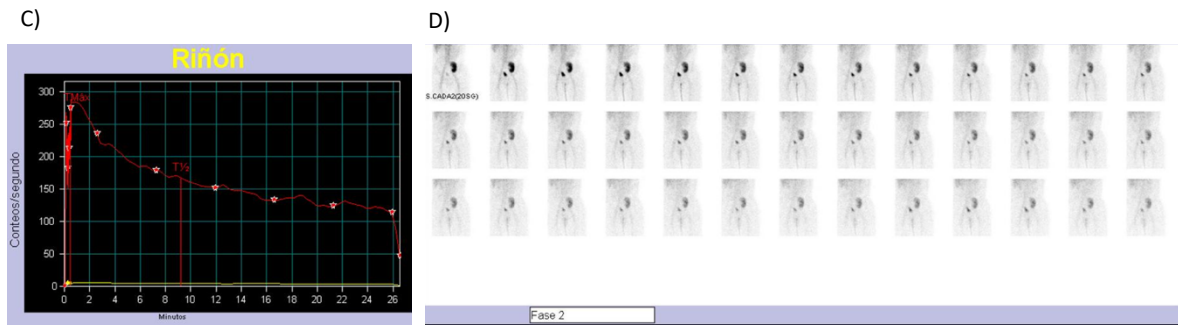 C)
D)
Riñón
300
TMax
250
200
T½
150
100
50
0
Conteos/segundo
0 2 4 6 8 10 12 14 16 18 20 22 24 26
Minutos
S.CADA2(20SG)
Fase 2